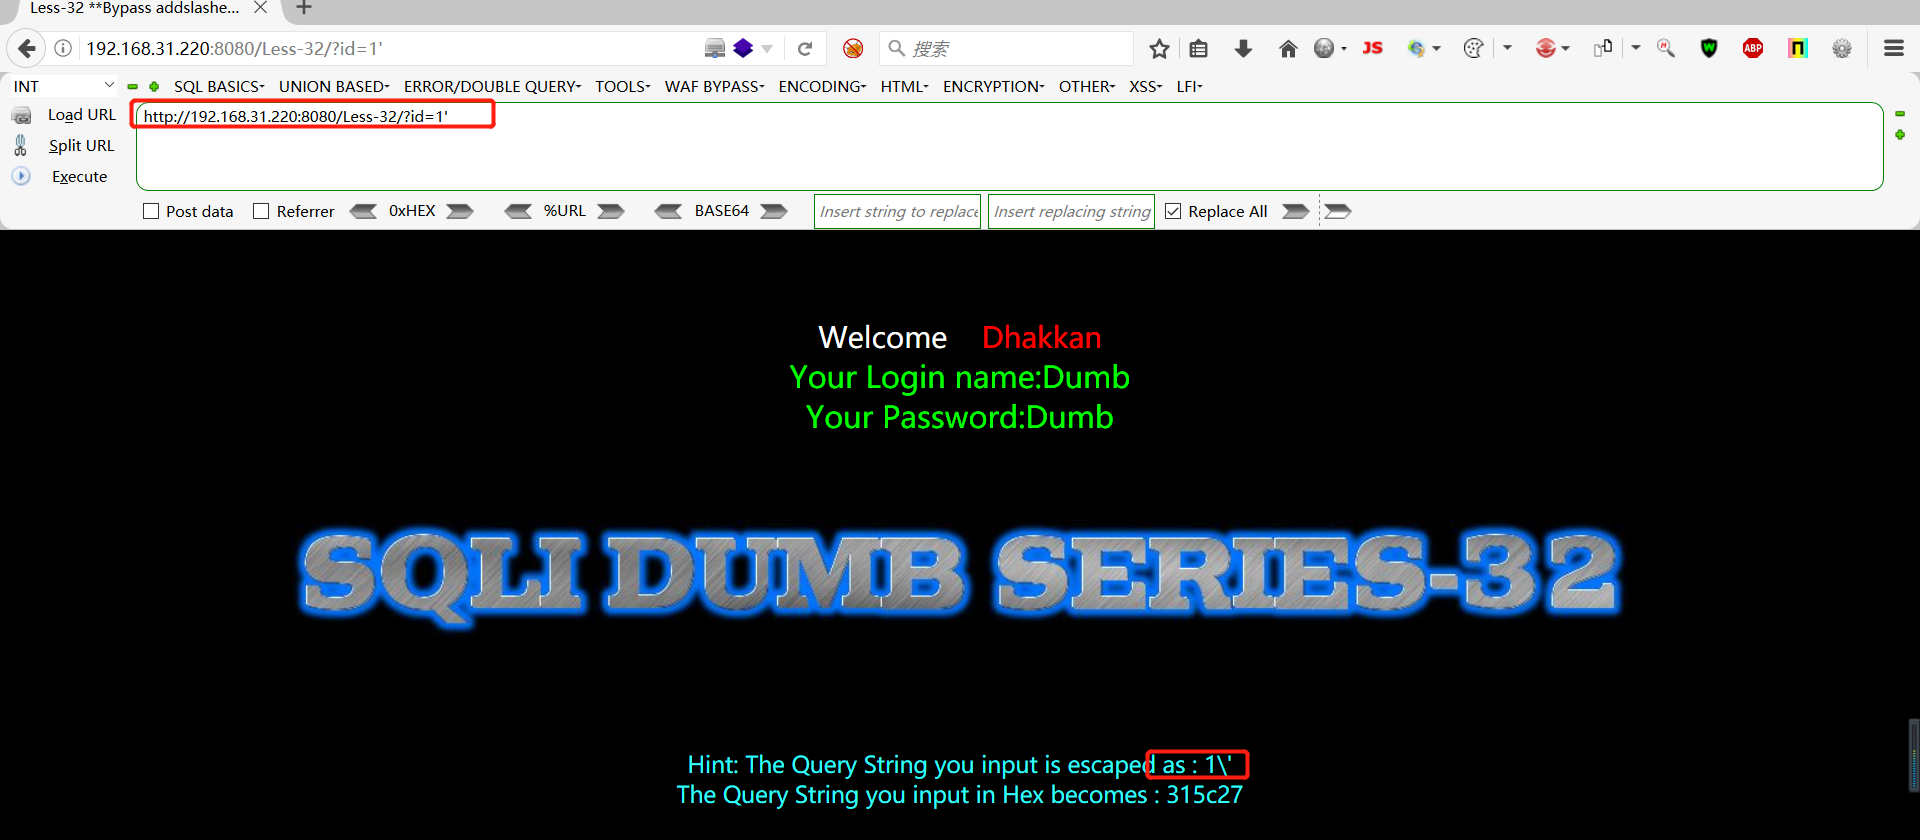 Less-32 **Bypass addslashe...
192.168.31.220:8080/Less-32/?id=1'
搜索
JS
ABP
INT
SQL BASICS
UNION BASED
ERROR/DOUBLE QUERY
TOOLS
WAF BYPASS
ENCODING
HTML
ENCRYPTION
OTHER
XSS
LFI
Load URL
http://192.168.31.220:8080/Less-32/?id=1'
Split URL
Execute
Post data
Referrer
0xHEX
%URL
BASE64
Insert string to replace
Insert replacing string
Replace All
Welcome Dhakkan
Your Login name:Dumb
Your Password:Dumb
SQLI DUMB SERIES-32
Hint: The Query String you input is escaped as : 1\'
The Query String you input in Hex becomes : 315c27